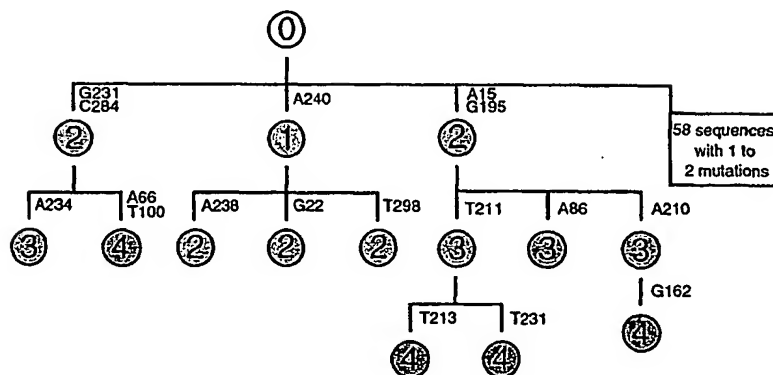 0
G231
C284
A240
A15
G195
58 sequences
with 1 to
2 mutations
2
1
2
A234
A66
T100
A238
G22
T298
T211
A86
A210
3
4
2
2
2
3
3
3
T213
T231
G162
4
4
4